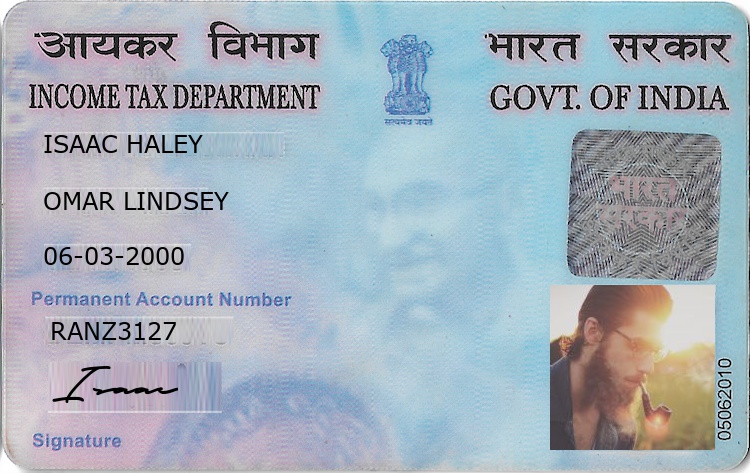 आयकर विभाग
भारत सरकार
INCOME TAX DEPARTMENT
GOVT. OF INDIA
सत्यमेव जयते
ISAAC HALEY
OMAR LINDSEY
06-03-2000
भारत
सरकार
Permanent Account Number
RANZ3127
Isaac
Signature
05062010